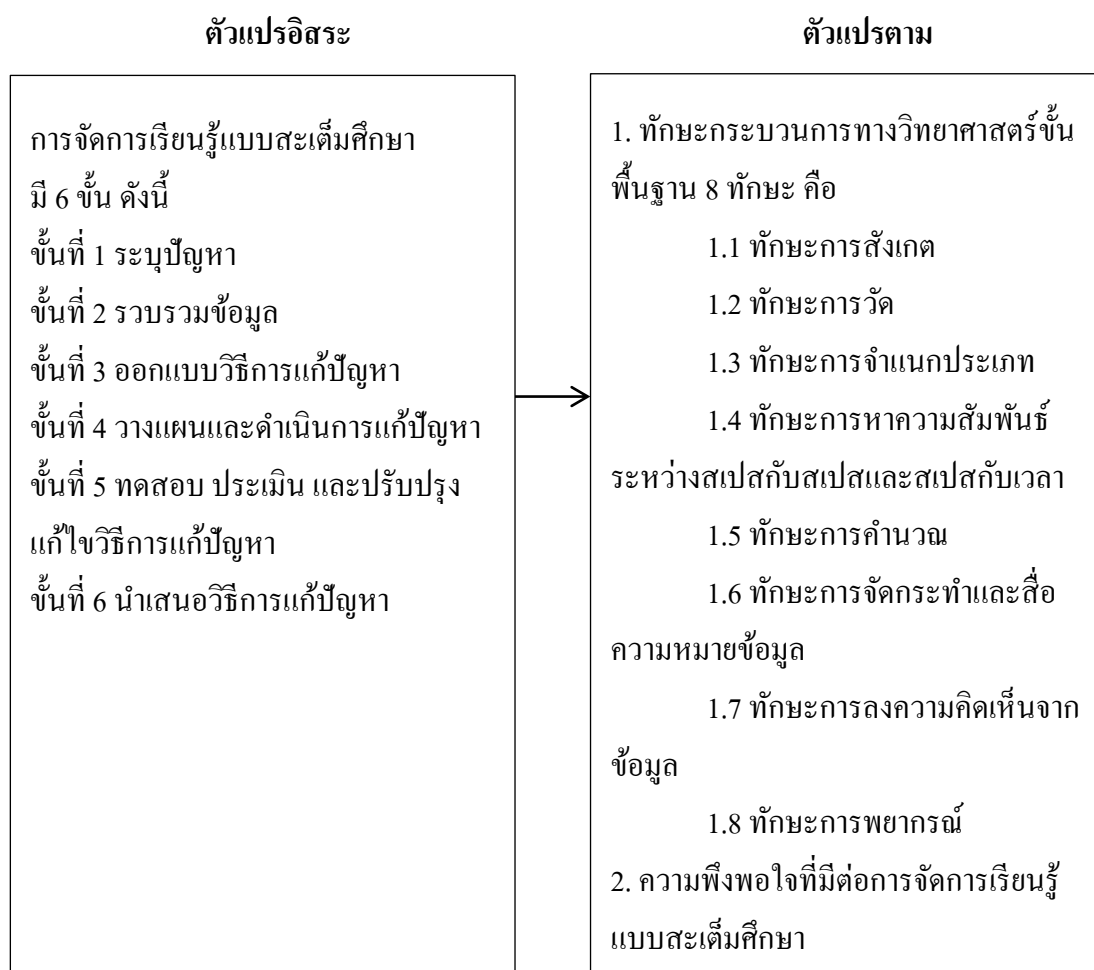 ตัวแปรอิสระ
การจัดการเรียนรู้แบบสะเต็มศึกษา
มี 6 ขั้น ดังนี้
ขั้นที่ 1 ระบุปัญหา
ขั้นที่ 2 รวบรวมข้อมูล
ขั้นที่ 3 ออกแบบวิธีการแก้ปัญหา
ขั้นที่ 4 วางแผนและดำเนินการแก้ปัญหา
ขั้นที่ 5 ทดสอบ ประเมิน และปรับปรุง
แก้ไขวิธีการแก้ปัญหา
ขั้นที่ 6 นำเสนอวิธีการแก้ปัญหา
ตัวแปรตาม
1. ทักษะกระบวนการทางวิทยาศาสตร์ขั้น
พื้นฐาน 8 ทักษะ คือ
1.1 ทักษะการสังเกต
1.2 ทักษะการวัด
1.3 ทักษะการจำแนกประเภท
1.4 ทักษะการหาความสัมพันธ์
ระหว่างสเปสกับสเปสและสเปสกับเวลา
1.5 ทักษะการคำนวณ
1.6 ทักษะการจัดกระทำและสื่อ
ความหมายข้อมูล
1.7 ทักษะการลงความคิดเห็นจาก
ข้อมูล
1.8 ทักษะการพยากรณ์
2. ความพึงพอใจที่มีต่อการจัดการเรียนรู้
แบบสะเต็มศึกษา